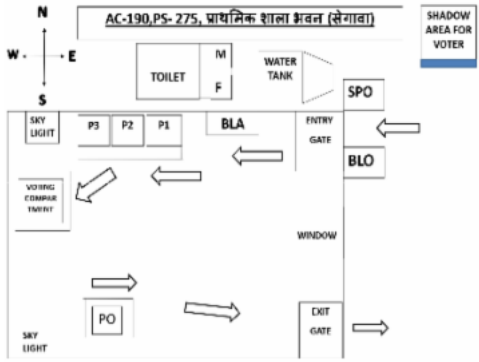 N
AC-190,PS- 275, प्राथमिक शाला भवन (सेगावा)
SHADOW
AREA FOR
VOTER
W
E
S
TOILET
M
F
WATER
TANK
SPO
SKY
LIGHT
P3
P2
P1
BLA
ENTRY
GATE
BLO
VOTING
COMPAR
TMENT
WINDOW
PO
EXIT
GATE
SKY
LIGHT